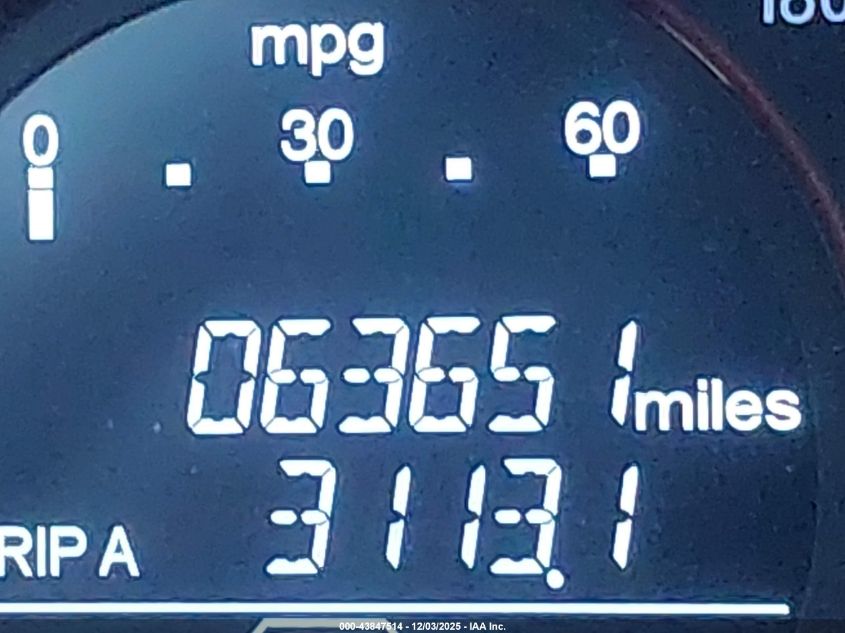 mpg
0 30 60
063651 miles
RIP A 3113.1
000-43847514 - 12/03/2025 - IAA Inc.